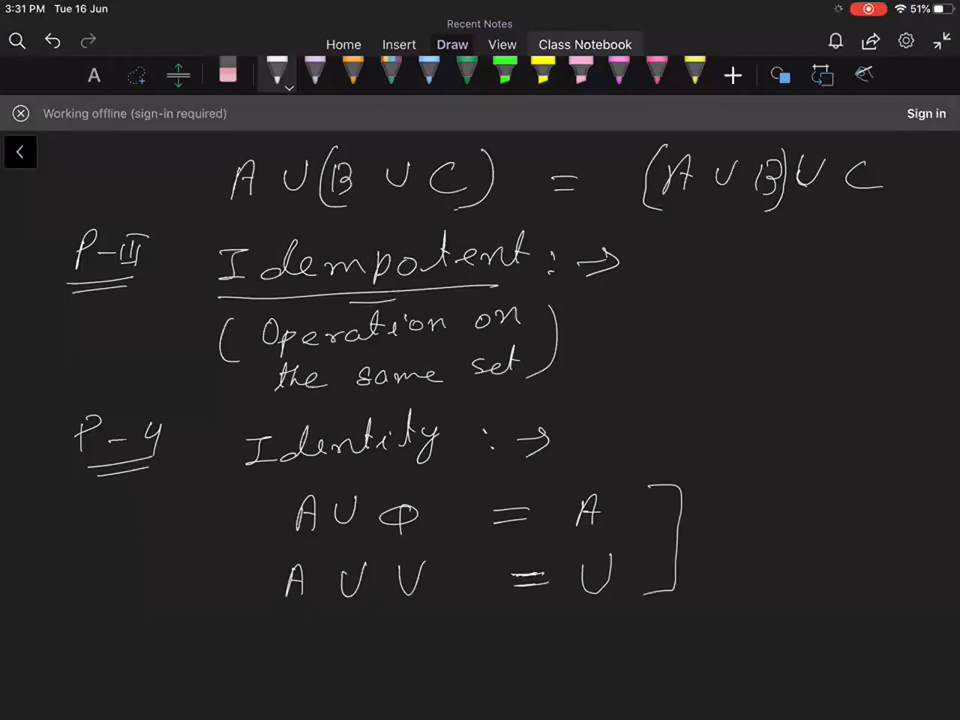 3:31 PM Tue 16 Jun 51%
Recent Notes
Home Insert Draw View Class Notebook
A
Working offline (sign-in required) Sign in
A ∪ (B ∪ C) = (A ∪ B) ∪ C
P-III Idempotent : →
(Operation on
the same set)
P-4 Identity : →
A ∪ φ = A
A ∪ U = U